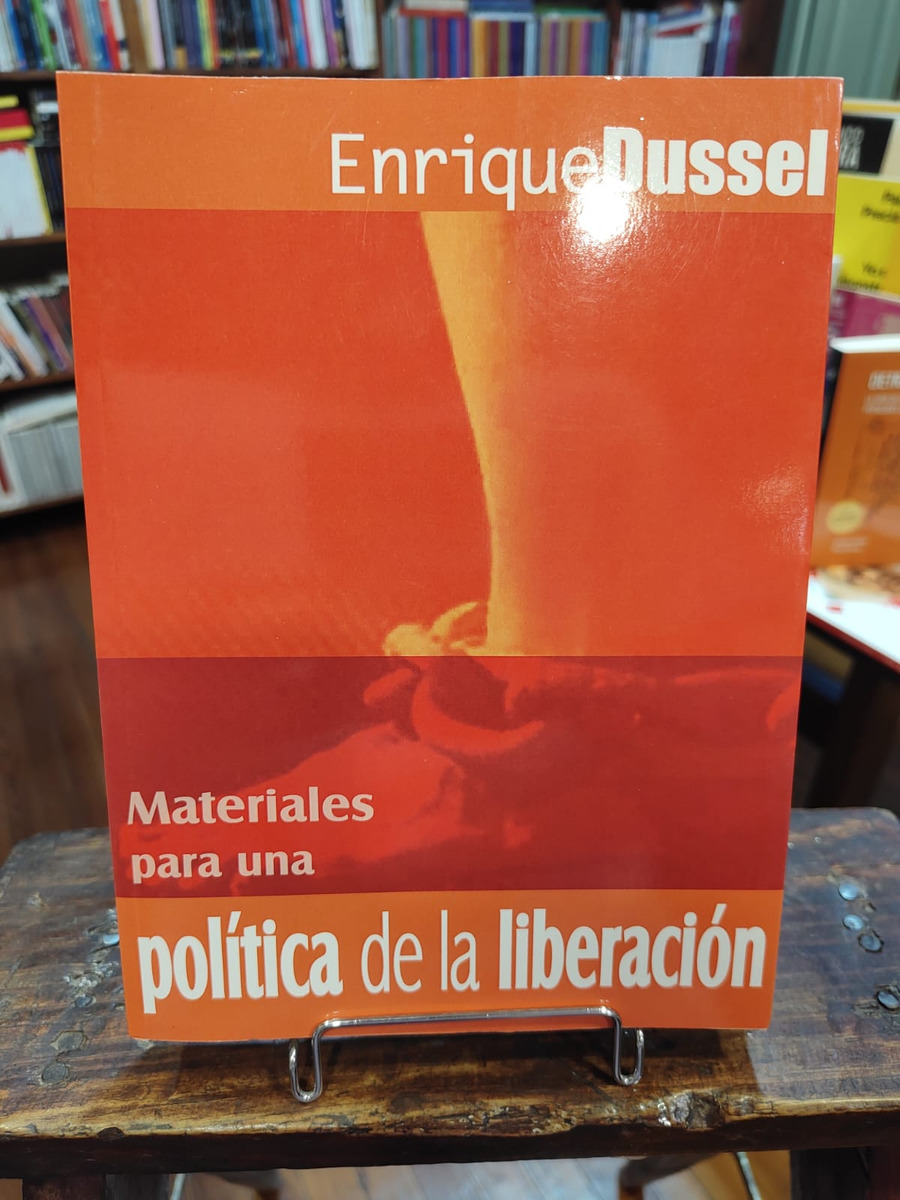 EnriqueDussel
Materiales
para una
política de la liberación